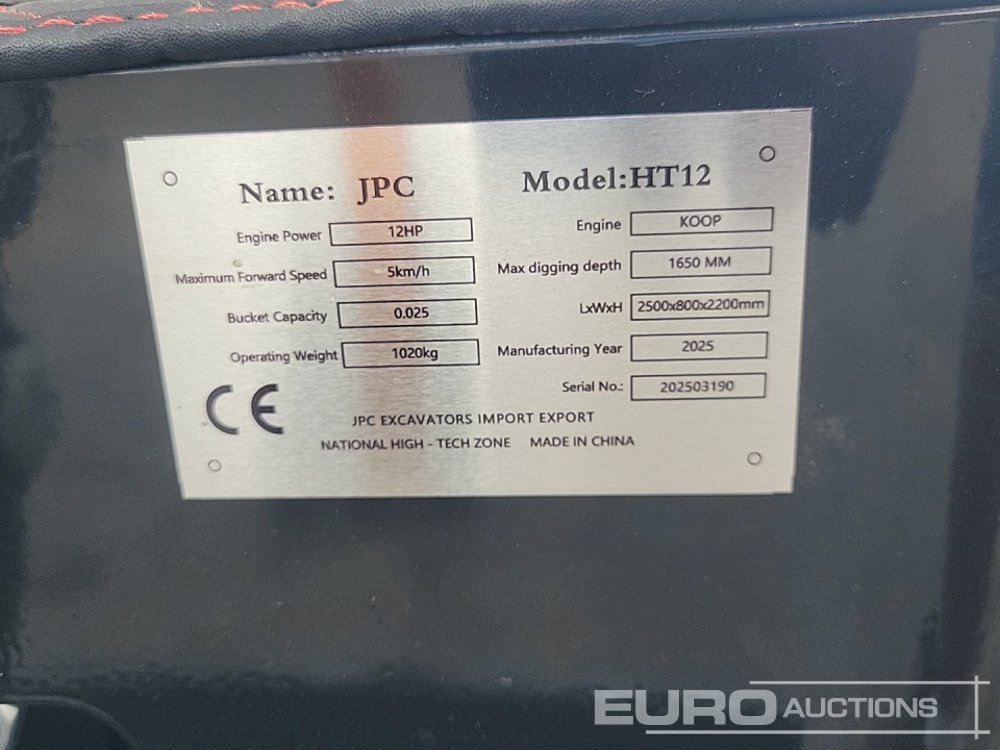 Name: JPC
Model:HT12
Engine Power 12HP
Engine KOOP
Maximum Forward Speed 5km/h
Max digging depth 1650 MM
Bucket Capacity 0.025
LxWxH 2500x800x2200mm
Operating Weight 1020kg
Manufacturing Year 2025
Serial No.: 202503190
CE
JPC EXCAVATORS IMPORT EXPORT
NATIONAL HIGH - TECH ZONE MADE IN CHINA
EURO AUCTIONS